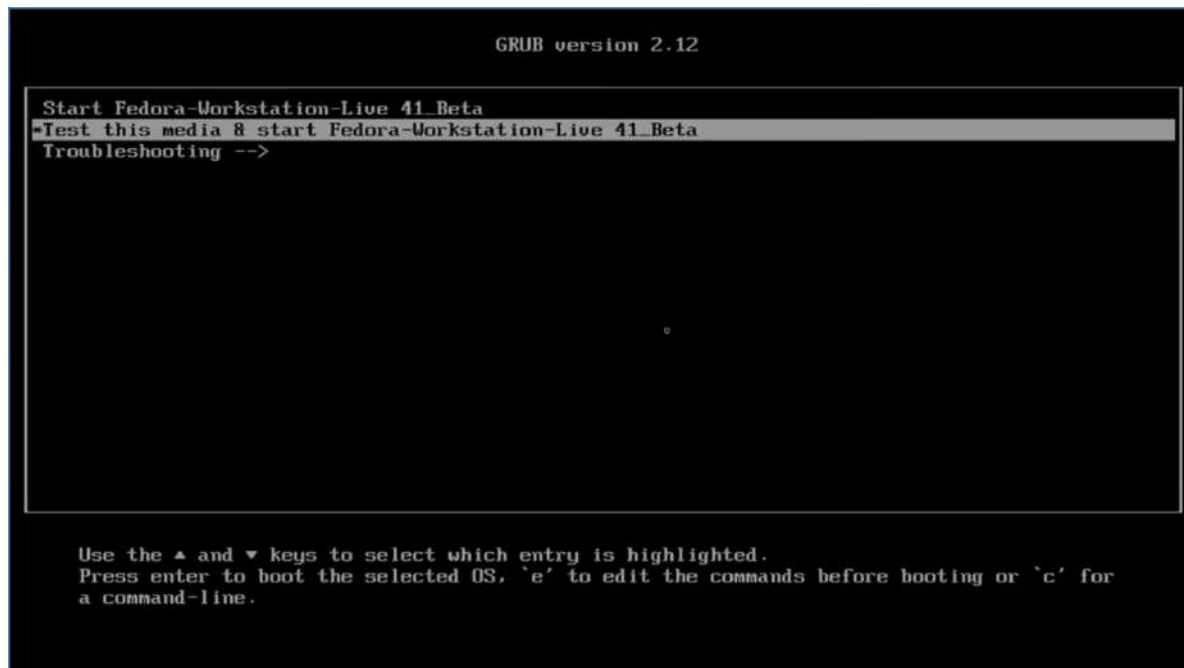 GRUB version 2.12
Start Fedora-Workstation-Live 41_Beta
*Test this media & start Fedora-Workstation-Live 41_Beta
Troubleshooting -->
Use the ▲ and ▼ keys to select which entry is highlighted.
Press enter to boot the selected OS, `e' to edit the commands before booting or `c' for
a command-line.